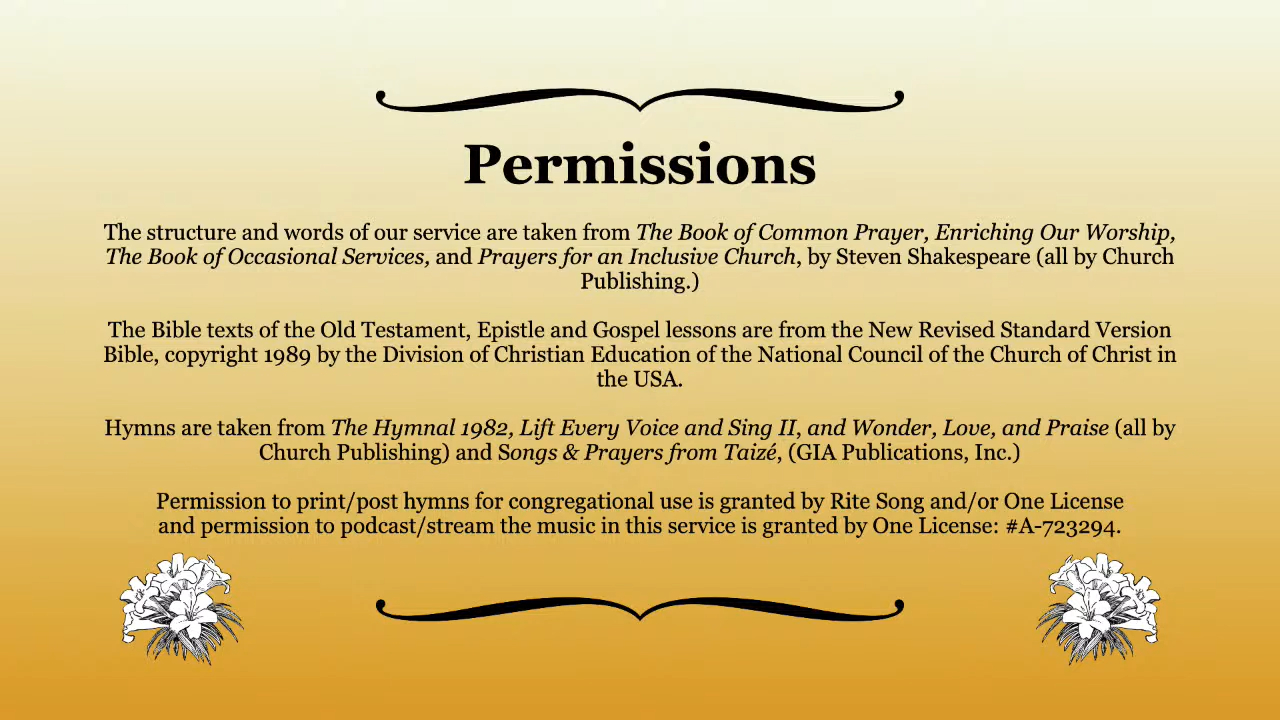 Permissions
The structure and words of our service are taken from The Book of Common Prayer, Enriching Our Worship,
The Book of Occasional Services, and Prayers for an Inclusive Church, by Steven Shakespeare (all by Church
Publishing.)
The Bible texts of the Old Testament, Epistle and Gospel lessons are from the New Revised Standard Version
Bible, copyright 1989 by the Division of Christian Education of the National Council of the Church of Christ in
the USA.
Hymns are taken from The Hymnal 1982, Lift Every Voice and Sing II, and Wonder, Love, and Praise (all by
Church Publishing) and Songs & Prayers from Taizé, (GIA Publications, Inc.)
Permission to print/post hymns for congregational use is granted by Rite Song and/or One License
and permission to podcast/stream the music in this service is granted by One License: #A-723294.